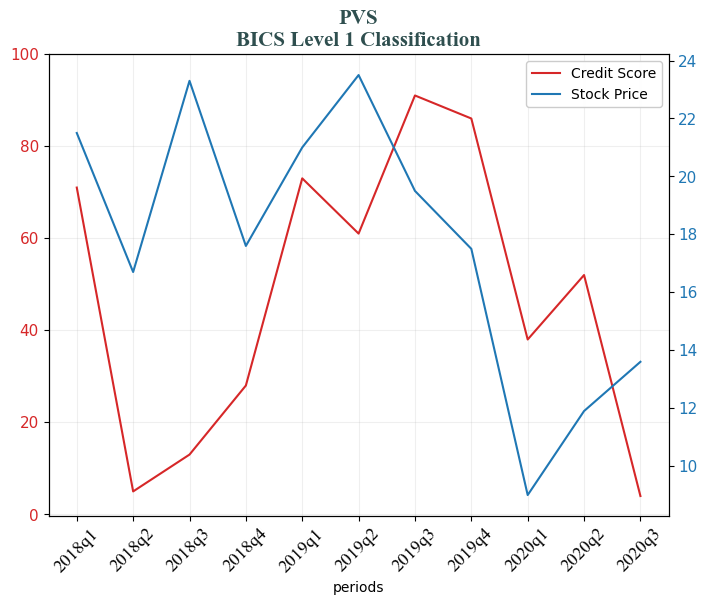 PVS
BICS Level 1 Classification
Credit Score
Stock Price
100
80
60
40
20
0
24
22
20
18
16
14
12
10
2018q1
2018q2
2018q3
2018q4
2019q1
2019q2
2019q3
2019q4
2020q1
2020q2
2020q3
periods